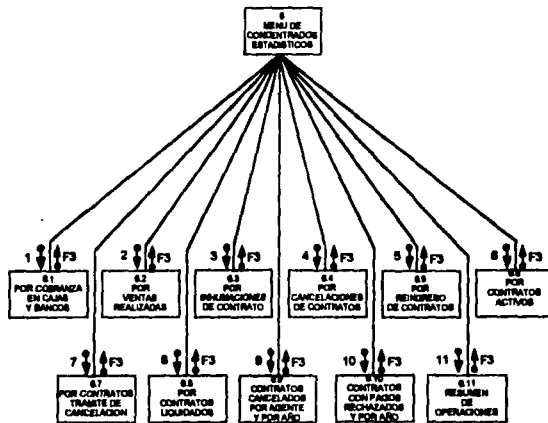 6
MENU DE
CONCENTRADOS
ESTADISTICOS
1 F3
2 F3
3 F3
4 F3
5 F3
6 F3
6.1
POR COBRANZA
EN CAJAS
Y BANCOS
6.2
POR
VENTAS
REALIZADAS
6.3
POR
INHUMACIONES
DE CONTRATO
6.4
POR
CANCELACIONES
DE CONTRATOS
POR
REINGRESO
DE CONTRATOS
POR
CONTRATOS
ACTIVOS
7 F3
8 F3
9 F3
10 F3
11 F3
6.7
POR CONTRATOS
TRAMITE DE
CANCELACION
POR
CONTRATOS
LIQUIDADOS
CONTRATOS
CANCELADOS
POR AGENTE
Y POR AÑO
6.10
CONTRATOS
CON PAGOS
RECHAZADOS
Y POR AÑO
6.11
RESUMEN
DE
OPERACIONES